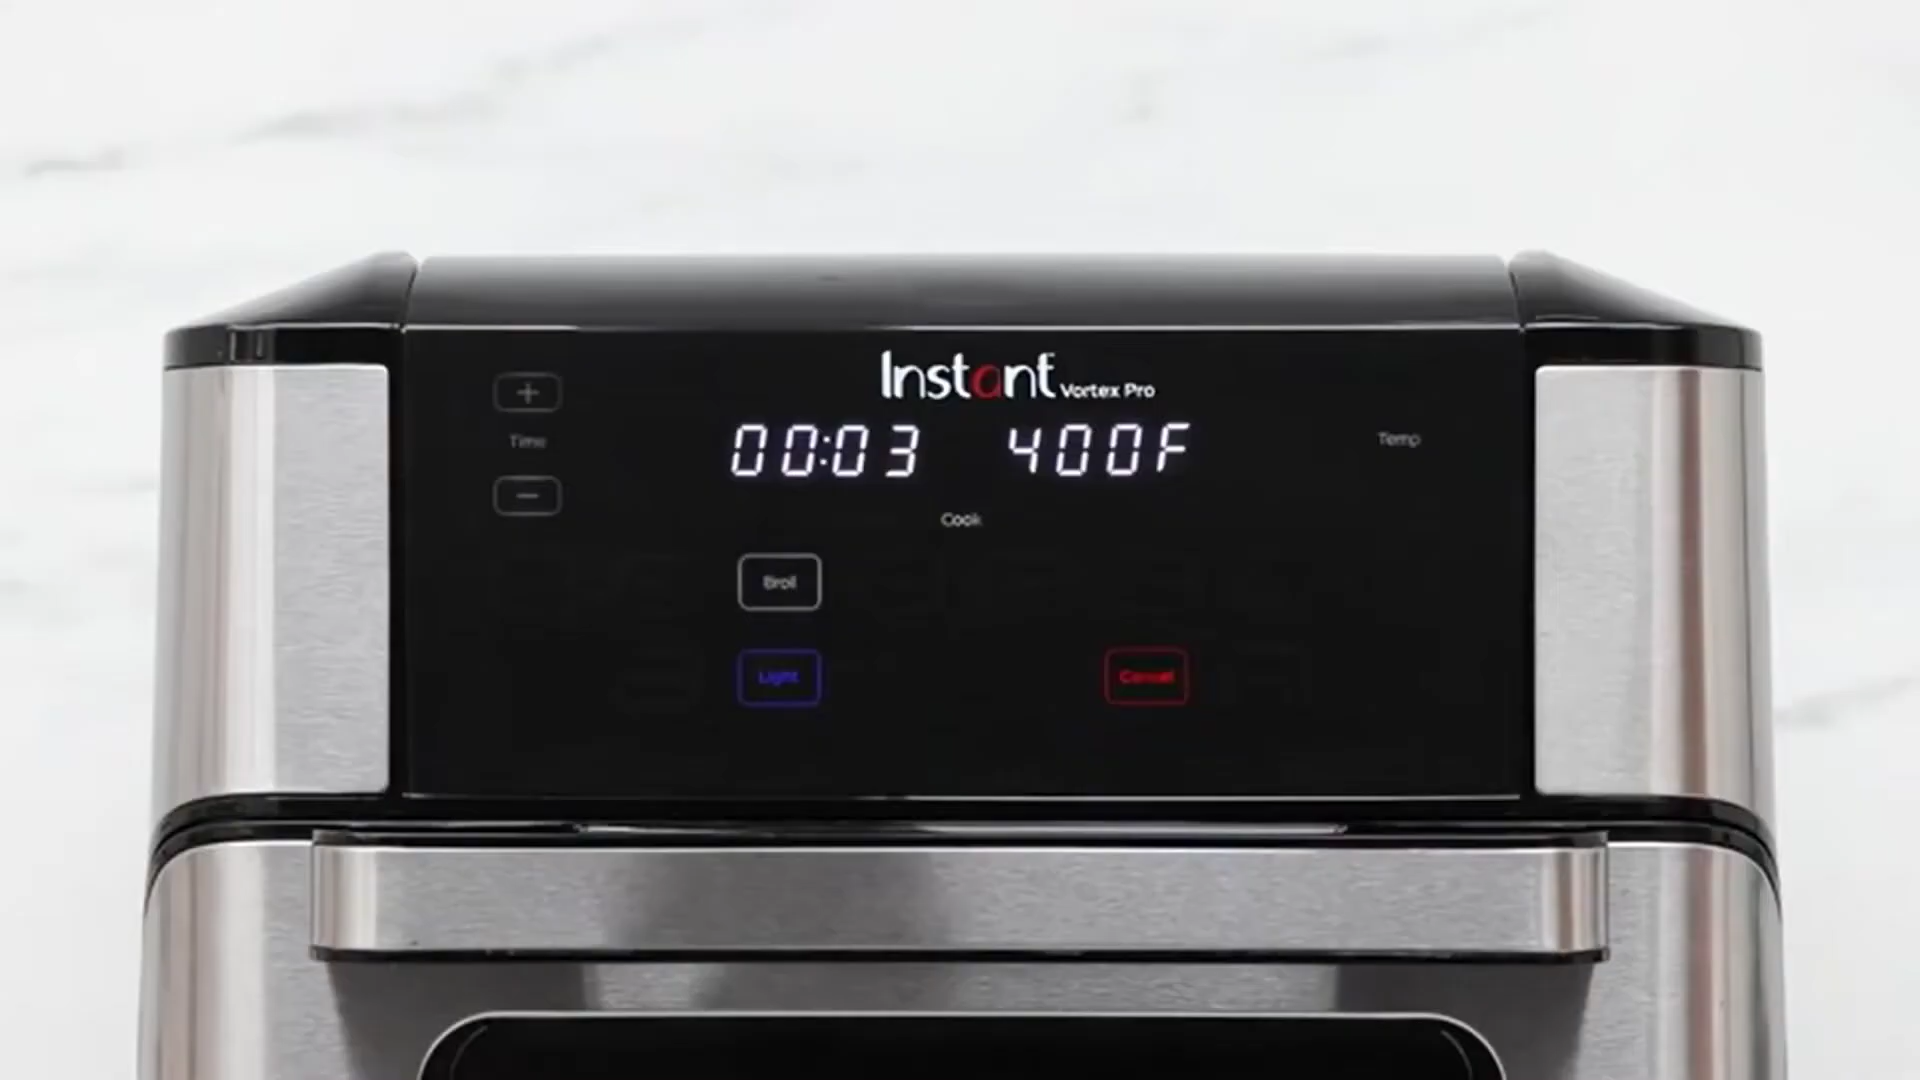 Instant Vortex Pro
+
Time
00:03 400F
Temp
−
Cook
Broil
Light
Cancel